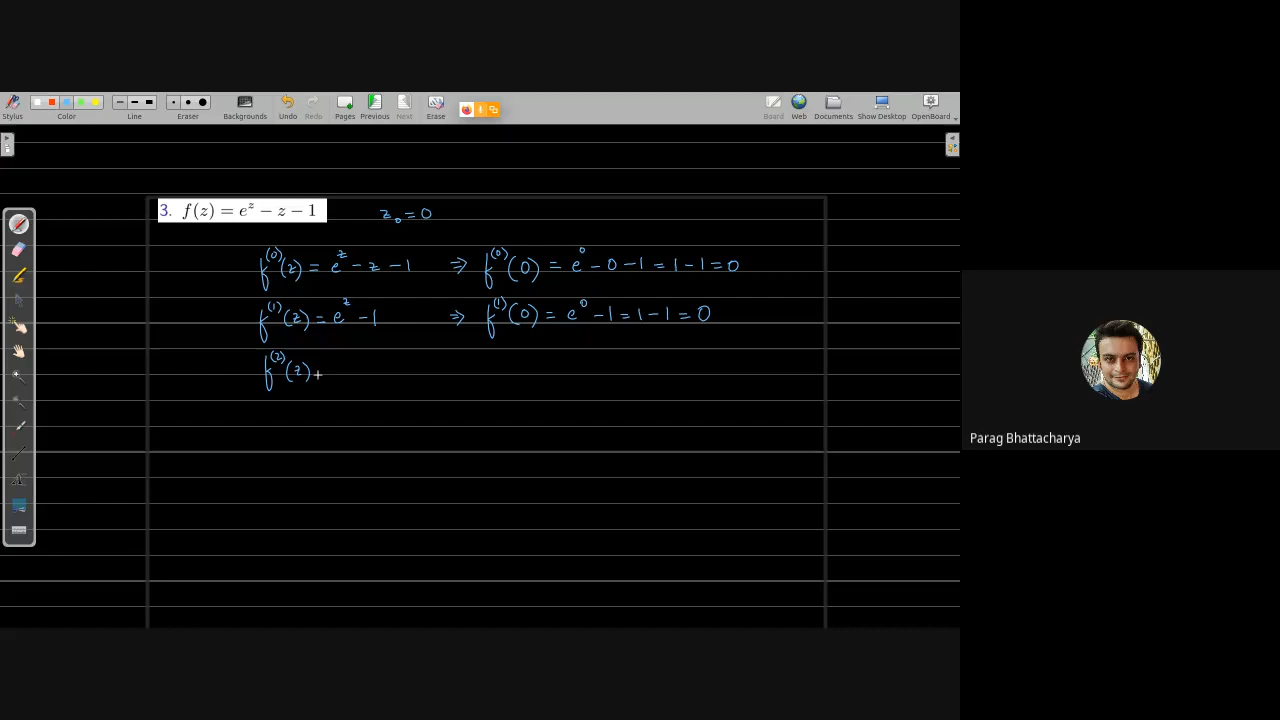 Stylus Color Line Eraser Backgrounds Undo Redo Pages Previous Next Erase Board Web Documents Show Desktop OpenBoard
3. f(z) = e^z − z − 1 z₀ = 0
f^(0)(z) = e^z − z − 1 ⇒ f^(0)(0) = e^0 − 0 − 1 = 1 − 1 = 0
f^(1)(z) = e^z − 1 ⇒ f^(1)(0) = e^0 − 1 = 1 − 1 = 0
f^(2)(z)
Parag Bhattacharya